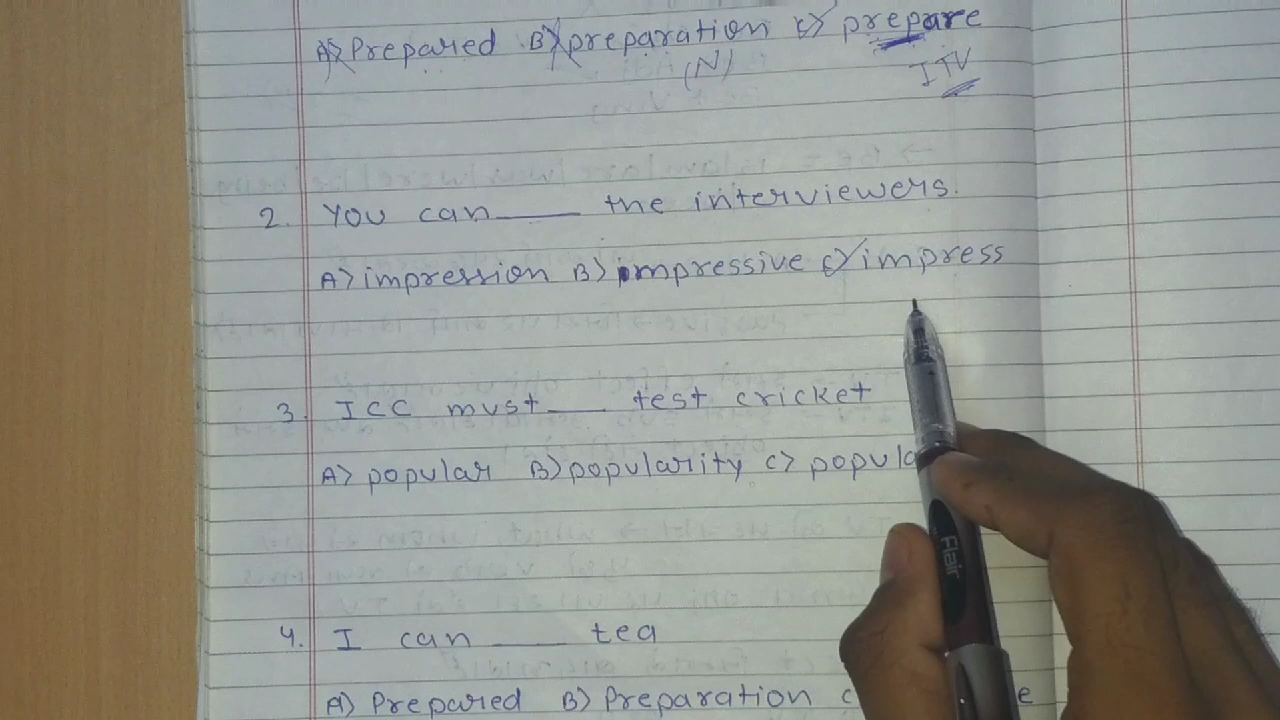 A) Prepared B) preparation C) prepare
(N) ITV
2. You can ____ the interviewers.
A) impression B) impressive C) impress
3. ICC must ____ test cricket
A) popular B) popularity C)
4. I can ____ tea
A) Prepared B) Preparation
Flair